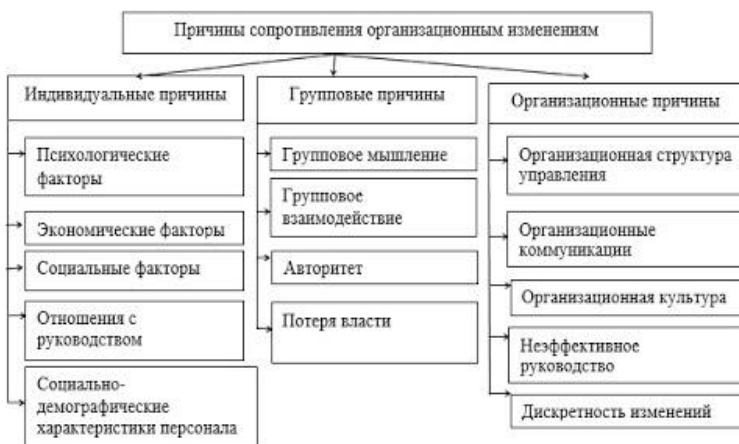 Причины сопротивления организационным изменениям
Индивидуальные причины
Психологические
факторы
Экономические факторы
Социальные факторы
Отношения с
руководством
Социально-
демографические
характеристики персонала
Групповые причины
Групповое мышление
Групповое
взаимодействие
Авторитет
Потеря власти
Организационные причины
Организационная структура
управления
Организационные
коммуникации
Организационная культура
Неэффективное
руководство
Дискретность изменений